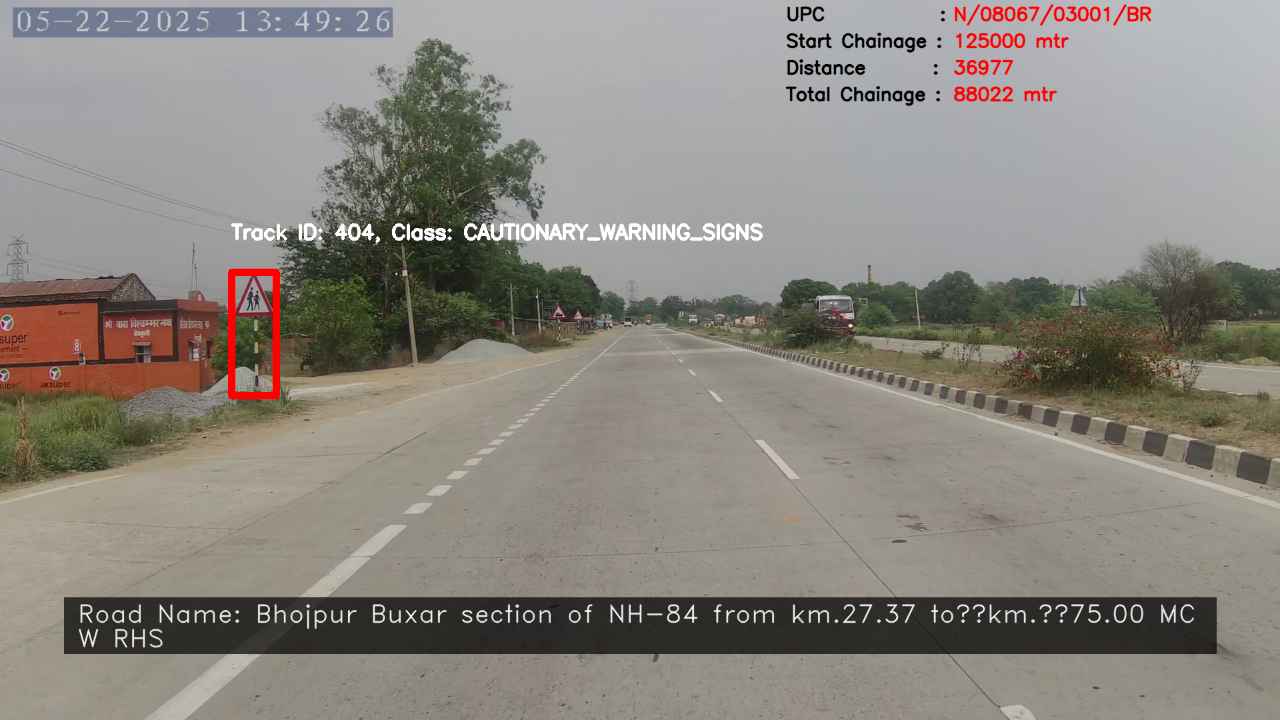 05-22-2025 13:49:26
UPC : N/08067/03001/BR
Start Chainage : 125000 mtr
Distance : 36977
Total Chainage : 88022 mtr
Track ID: 404, Class: CAUTIONARY_WARNING_SIGNS
super
Road Name: Bhojpur Buxar section of NH-84 from km.27.37 to??km.??75.00 MC
W RHS